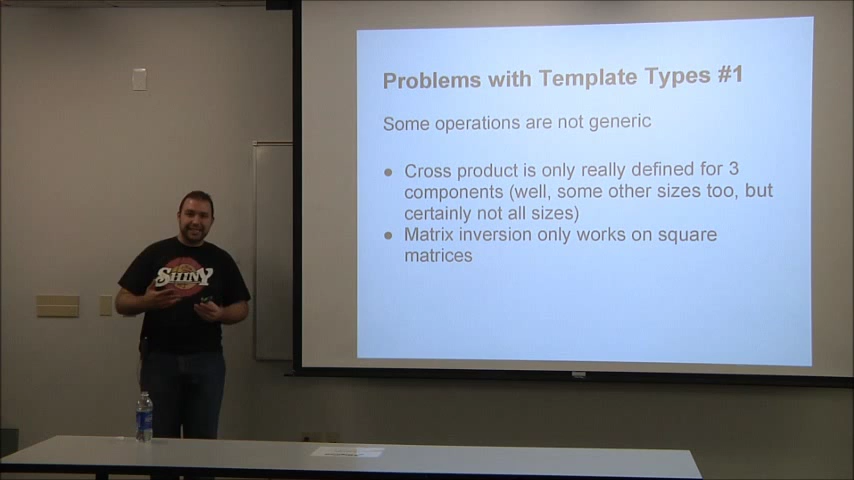 Problems with Template Types #1
Some operations are not generic
● Cross product is only really defined for 3
components (well, some other sizes too, but
certainly not all sizes)
● Matrix inversion only works on square
matrices
SHINY